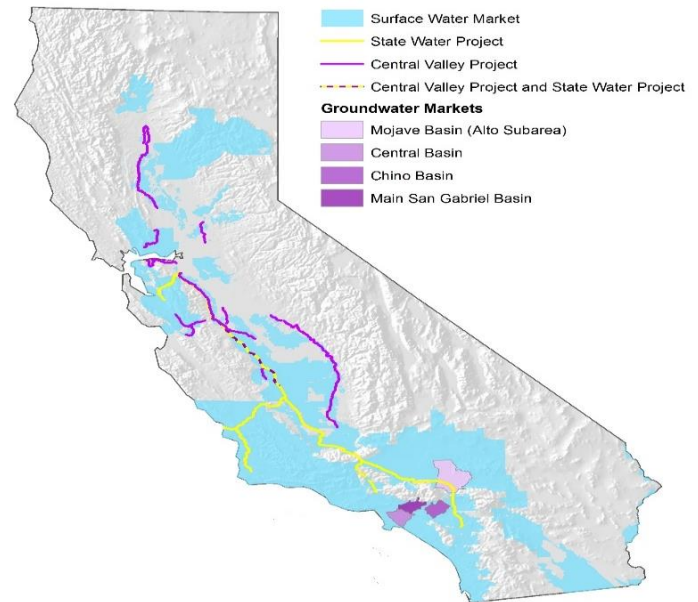 Surface Water Market
State Water Project
Central Valley Project
Central Valley Project and State Water Project
Groundwater Markets
Mojave Basin (Alto Subarea)
Central Basin
Chino Basin
Main San Gabriel Basin